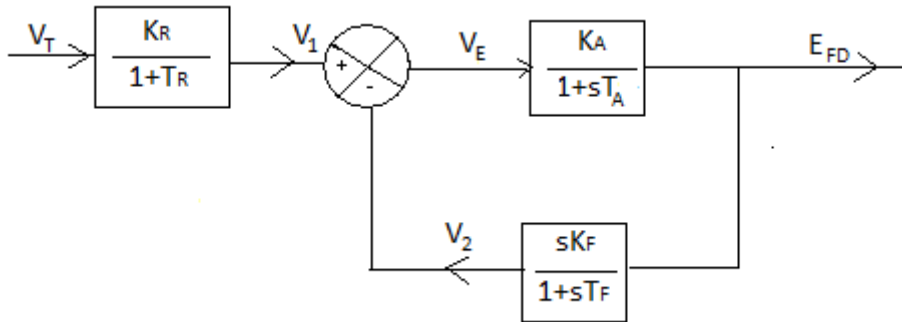 V_T
K_R
1+T_R
V_1
+
-
V_E
K_A
1+sT_A
E_FD
V_2
sK_F
1+sT_F